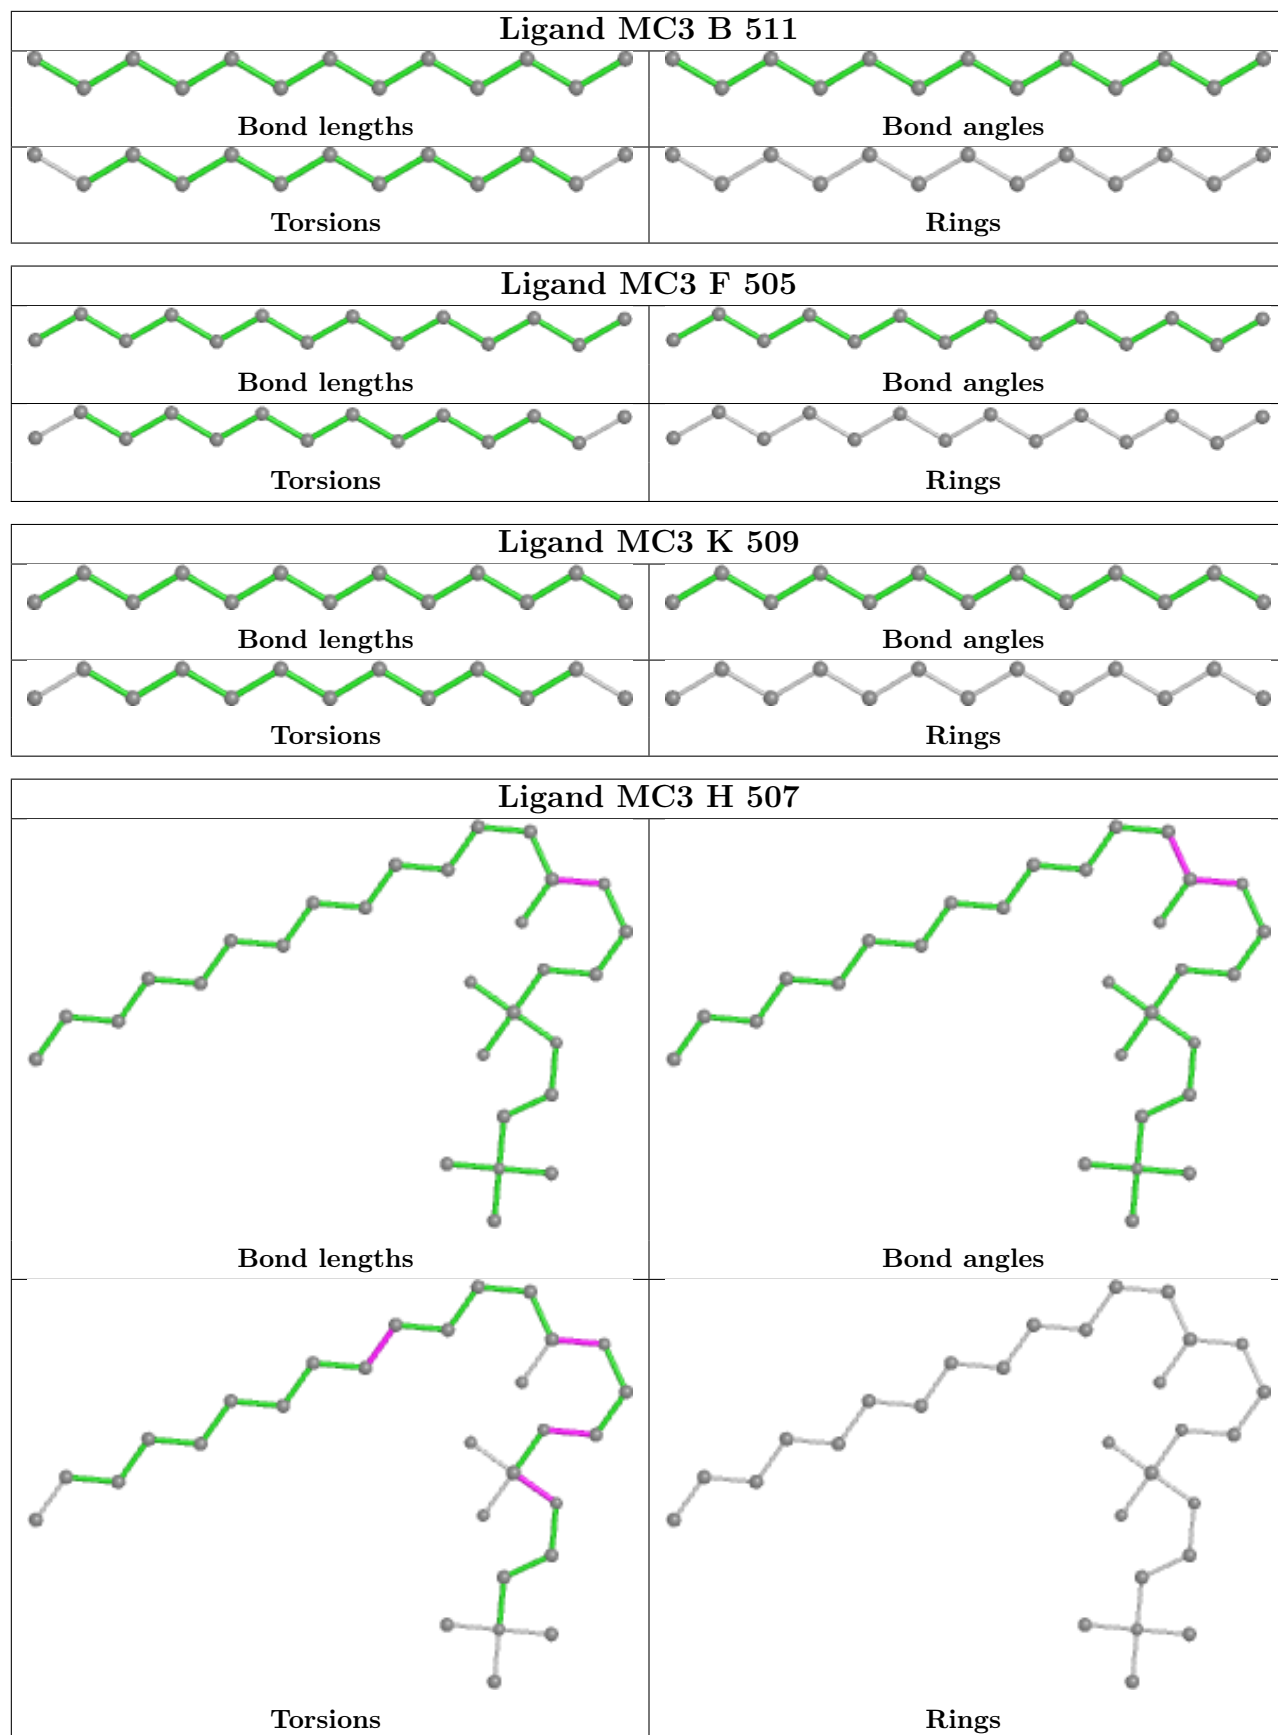 Ligand MC3 B 511
Bond lengths
Bond angles
Torsions
Rings
Ligand MC3 F 505
Bond lengths
Bond angles
Torsions
Rings
Ligand MC3 K 509
Bond lengths
Bond angles
Torsions
Rings
Ligand MC3 H 507
Bond lengths
Bond angles
Torsions
Rings